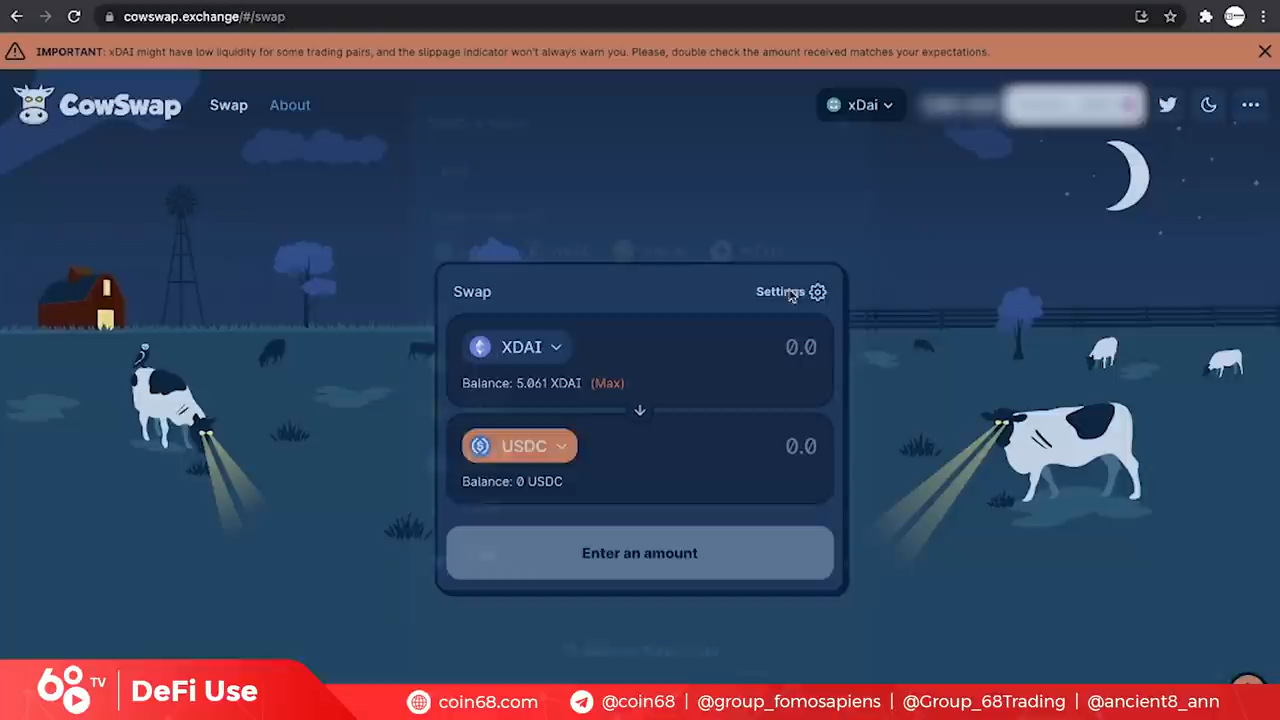 cowswap.exchange/#/swap
IMPORTANT: xDAI might have low liquidity for some trading pairs, and the slippage indicator won't always warn you. Please, double check the amount received matches your expectations.
CowSwap Swap About xDai
Swap Settings
XDAI 0.0
Balance: 5.061 XDAI (Max)
USDC 0.0
Balance: 0 USDC
Enter an amount
68 TV DeFi Use
coin68.com @coin68 | @group_fomosapiens | @Group_68Trading | @ancient8_ann